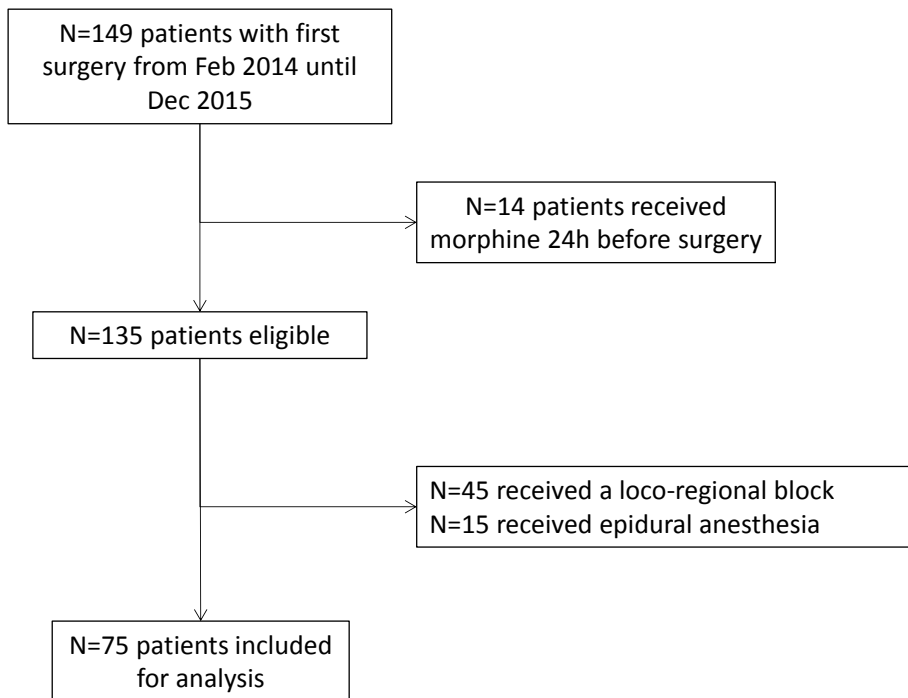 N=149 patients with first
surgery from Feb 2014 until
Dec 2015
N=14 patients received
morphine 24h before surgery
N=135 patients eligible
N=45 received a loco-regional block
N=15 received epidural anesthesia
N=75 patients included
for analysis